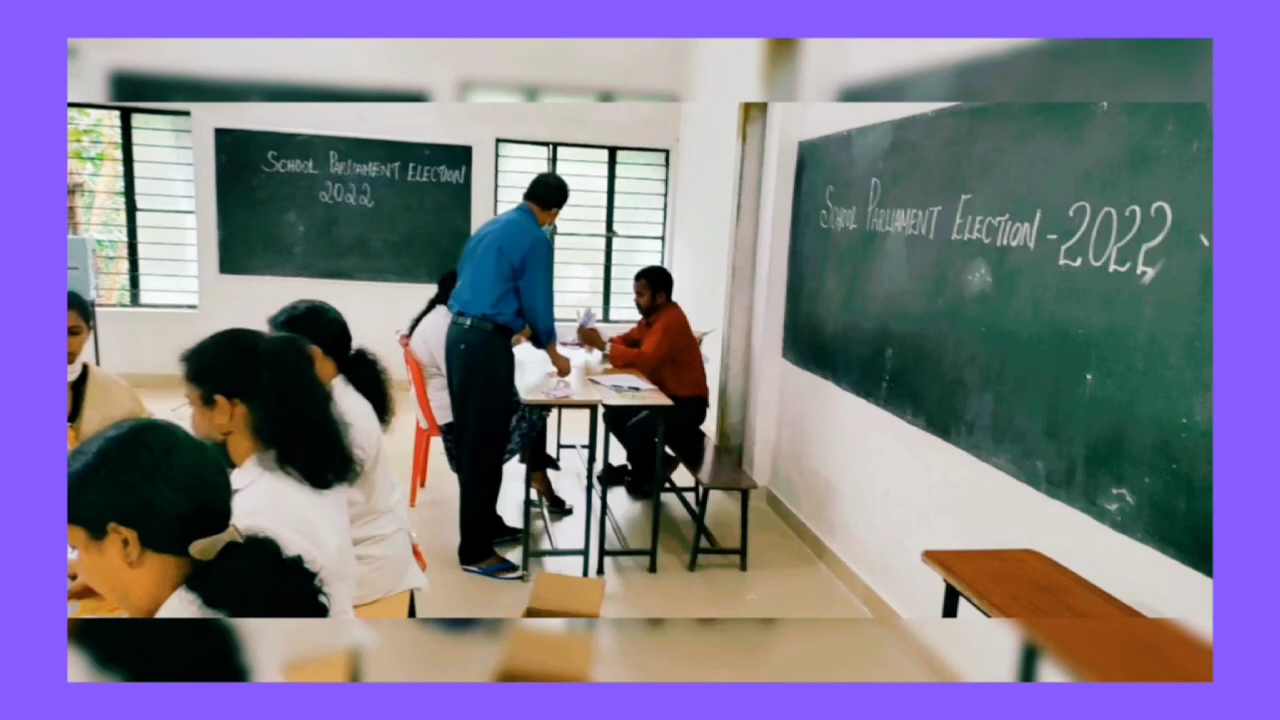 SCHOOL PARLIAMENT ELECTION
2022
SCHOOL PARLIAMENT ELECTION - 2022